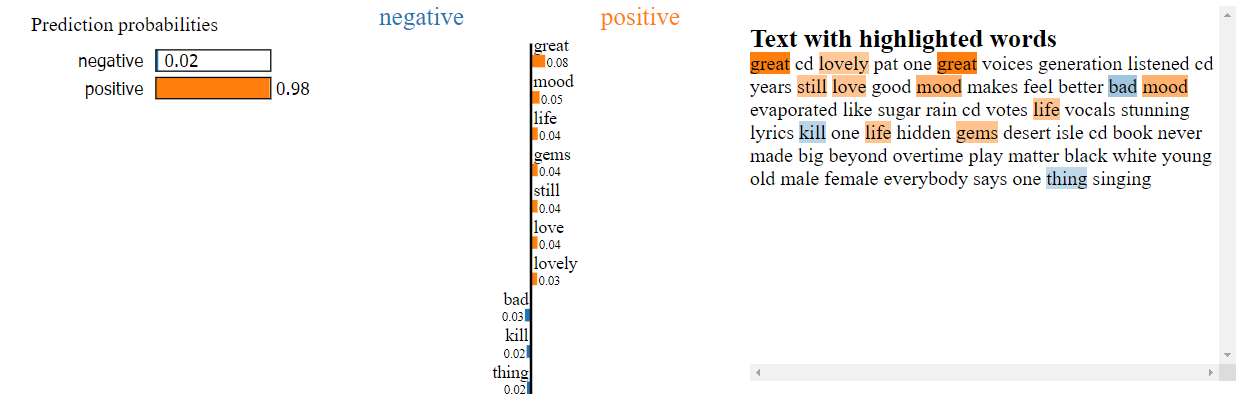 Prediction probabilities
negative 0.02
positive 0.98
negative positive
great
0.08
mood
0.05
life
0.04
gems
0.04
still
0.04
love
0.04
lovely
0.03
bad
0.03
kill
0.02
thing
0.02
Text with highlighted words
great cd lovely pat one great voices generation listened cd
years still love good mood makes feel better bad mood
evaporated like sugar rain cd votes life vocals stunning
lyrics kill one life hidden gems desert isle cd book never
made big beyond overtime play matter black white young
old male female everybody says one thing singing